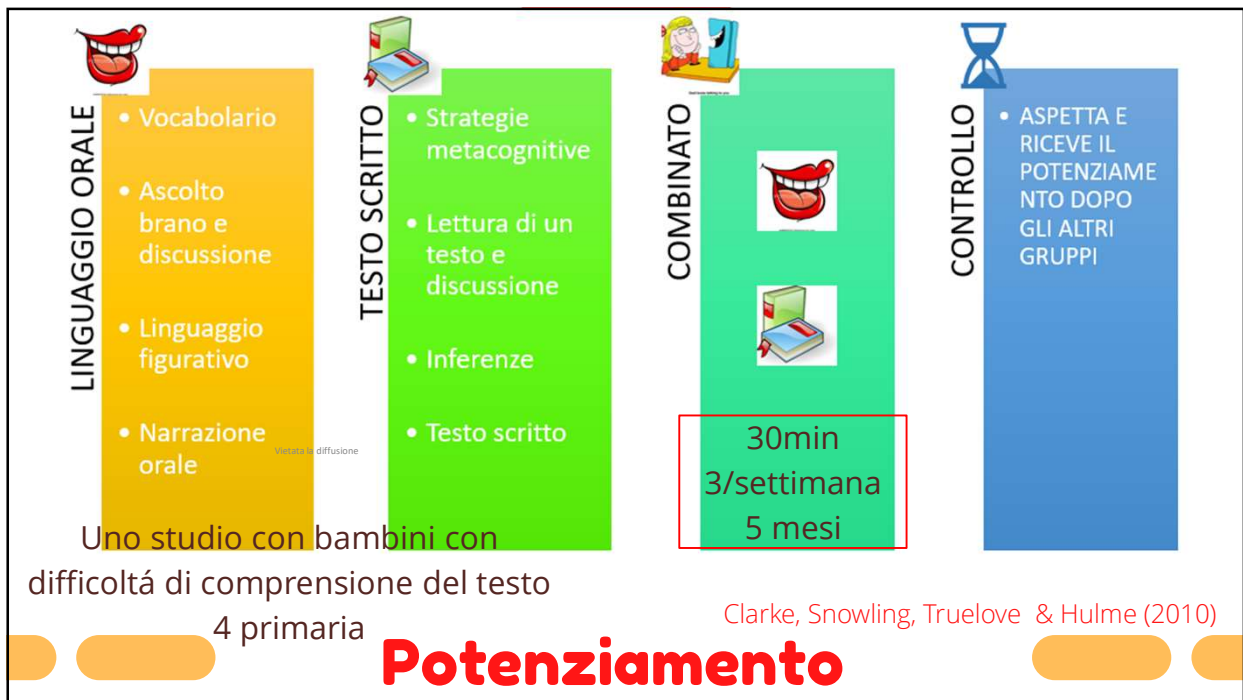 LINGUAGGIO ORALE
• Vocabolario
• Ascolto
brano e
discussione
• Linguaggio
figurativo
• Narrazione
orale
TESTO SCRITTO
• Strategie
metacognitive
• Lettura di un
testo e
discussione
• Inferenze
• Testo scritto
COMBINATO
30min
3/settimana
5 mesi
CONTROLLO
• ASPETTA E
RICEVE IL
POTENZIAME
NTO DOPO
GLI ALTRI
GRUPPI
Vietata la diffusione
Uno studio con bambini con
difficoltá di comprensione del testo
4 primaria
Clarke, Snowling, Truelove & Hulme (2010)
Potenziamento